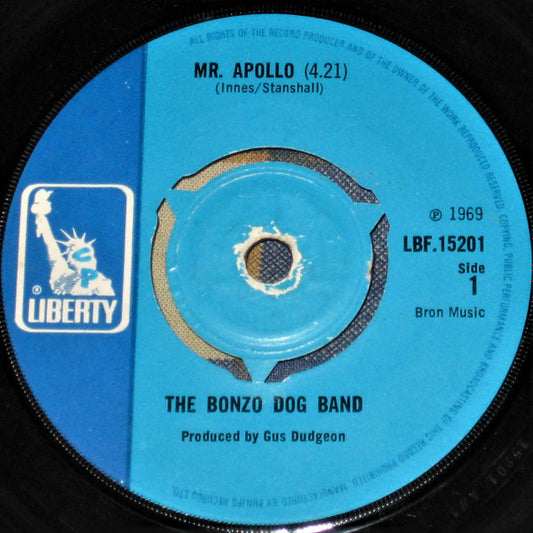 ALL RIGHTS OF THE RECORD PRODUCER AND OF THE OWNER OF THE WORK REPRODUCED RESERVED. COPYING, PUBLIC PERFORMANCE AND BROADCASTING OF THIS RECORD PROHIBITED. MANUFACTURED BY PHILIPS RECORDS LTD.
MR. APOLLO (4.21)
(Innes/Stanshall)
℗ 1969
LBF.15201
Side
1
Bron Music
® LIBERTY
THE BONZO DOG BAND
Produced by Gus Dudgeon